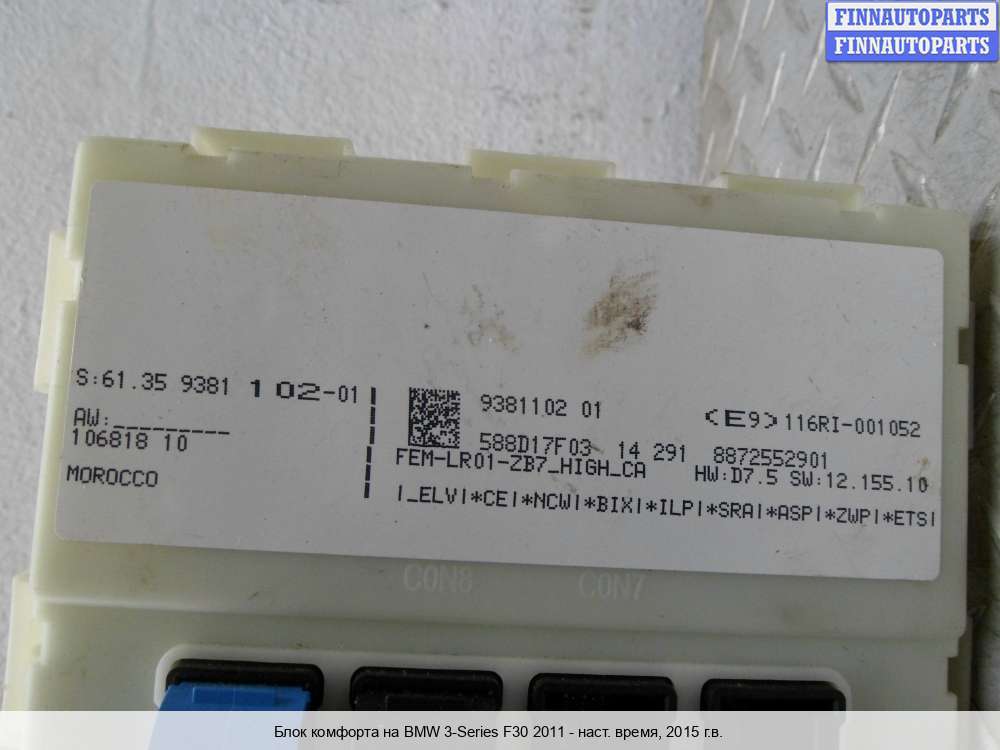 FINNAUTOPARTS
FINNAUTOPARTS
S:61.35 9381 102-01
AW:_________
106818 10
MOROCCO
9381102 01
<E9>116RI-001052
588D17F03 14 291 8872552901
FEM-LR01-ZB7_HIGH_CA HW:D7.5 SW:12.155.10
|_ELV|*CE|*NCW|*BIX|*ILP|*SRA|*ASP|*ZWP|*ETS|
CON8 CON7
Блок комфорта на BMW 3-Series F30 2011 - наст. время, 2015 г.в.